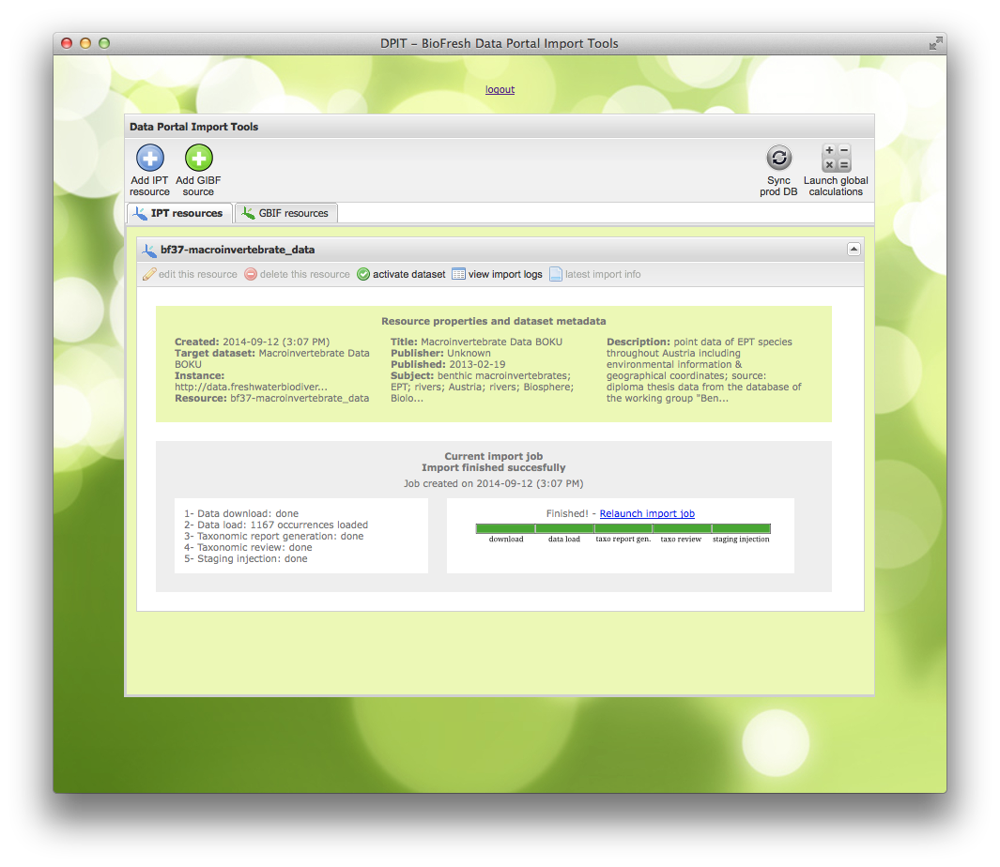 DPIT – BioFresh Data Portal Import Tools
logout
Data Portal Import Tools
Add IPT
resource
Add GIBF
source
Sync
prod DB
Launch global
calculations
IPT resources
GBIF resources
bf37-macroinvertebrate_data
edit this resource
delete this resource
activate dataset
view import logs
latest import info
Resource properties and dataset metadata
Created: 2014-09-12 (3:07 PM)
Target dataset: Macroinvertebrate Data
BOKU
Instance:
http://data.freshwaterbiodiver...
Resource: bf37-macroinvertebrate_data
Title: Macroinvertebrate Data BOKU
Publisher: Unknown
Published: 2013-02-19
Subject: benthic macroinvertebrates;
EPT; rivers; Austria; rivers; Biosphere;
Biolo...
Description: point data of EPT species
throughout Austria including
environmental information &
geographical coordinates; source:
diploma thesis data from the database of
the working group "Ben...
Current import job
Import finished succesfully
Job created on 2014-09-12 (3:07 PM)
1- Data download: done
2- Data load: 1167 occurrences loaded
3- Taxonomic report generation: done
4- Taxonomic review: done
5- Staging injection: done
Finished! - Relaunch import job
download
data load
taxo report gen.
taxo review
staging injection